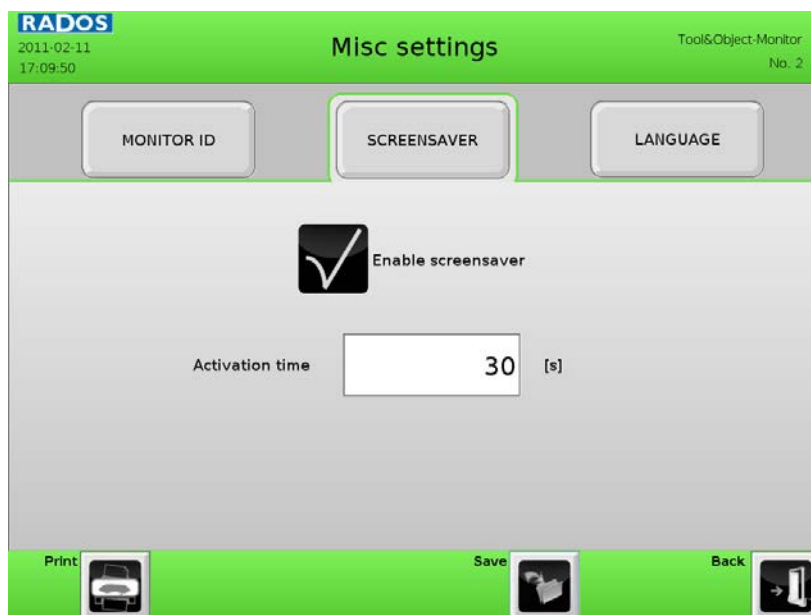 RADOS
2011-02-11
17:09:50
Misc settings
Tool&Object-Monitor
No. 2
MONITOR ID
SCREENSAVER
LANGUAGE
Enable screensaver
Activation time 30 [s]
Print
Save
Back